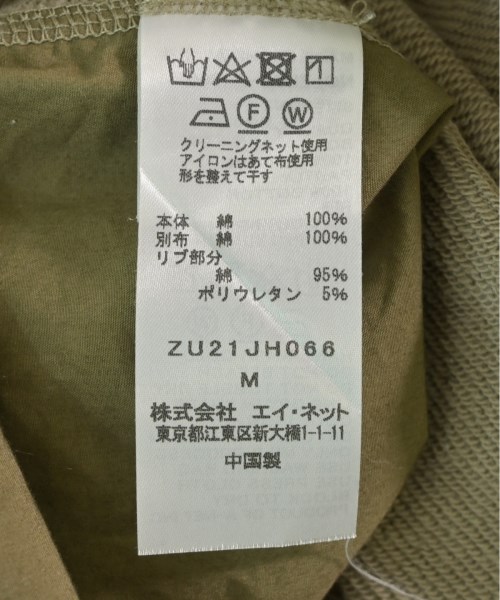 F W
クリーニングネット使用
アイロンはあて布使用
形を整えて干す
本体 綿 100%
別布 綿 100%
リブ部分
綿 95%
ポリウレタン 5%
ZU21JH066
M
株式会社 エイ・ネット
東京都江東区新大橋1-1-11
中国製